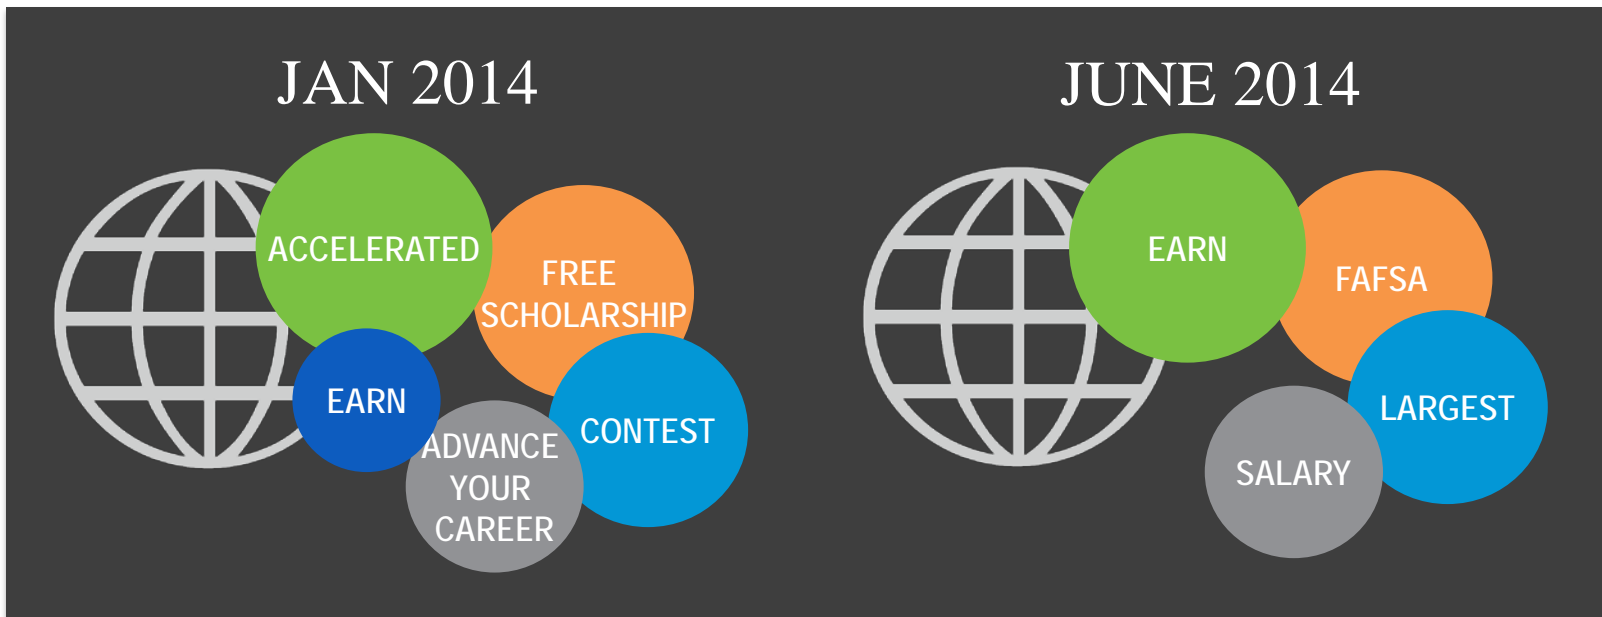 JAN 2014
ACCELERATED
FREE
SCHOLARSHIP
EARN
CONTEST
ADVANCE
YOUR
CAREER
JUNE 2014
EARN
FAFSA
LARGEST
SALARY